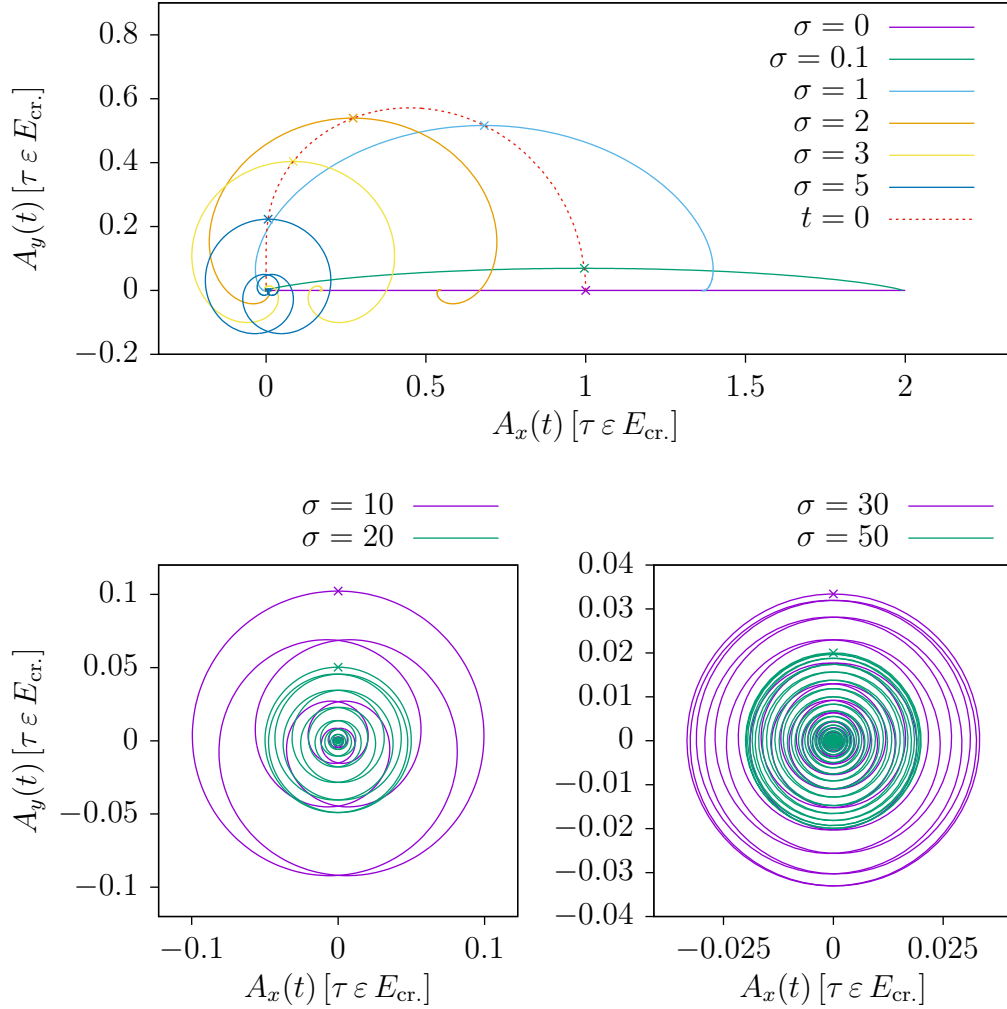 σ = 0
σ = 0.1
σ = 1
σ = 2
σ = 3
σ = 5
t = 0
0.8
0.6
0.4
0.2
0
−0.2
A_y(t) [τ ε E_cr.]
0 0.5 1 1.5 2
A_x(t) [τ ε E_cr.]
σ = 10
σ = 20
0.1
0.05
0
−0.05
−0.1
A_y(t) [τ ε E_cr.]
−0.1 0 0.1
A_x(t) [τ ε E_cr.]
σ = 30
σ = 50
0.04
0.03
0.02
0.01
0
−0.01
−0.02
−0.03
−0.04
−0.025 0 0.025
A_x(t) [τ ε E_cr.]